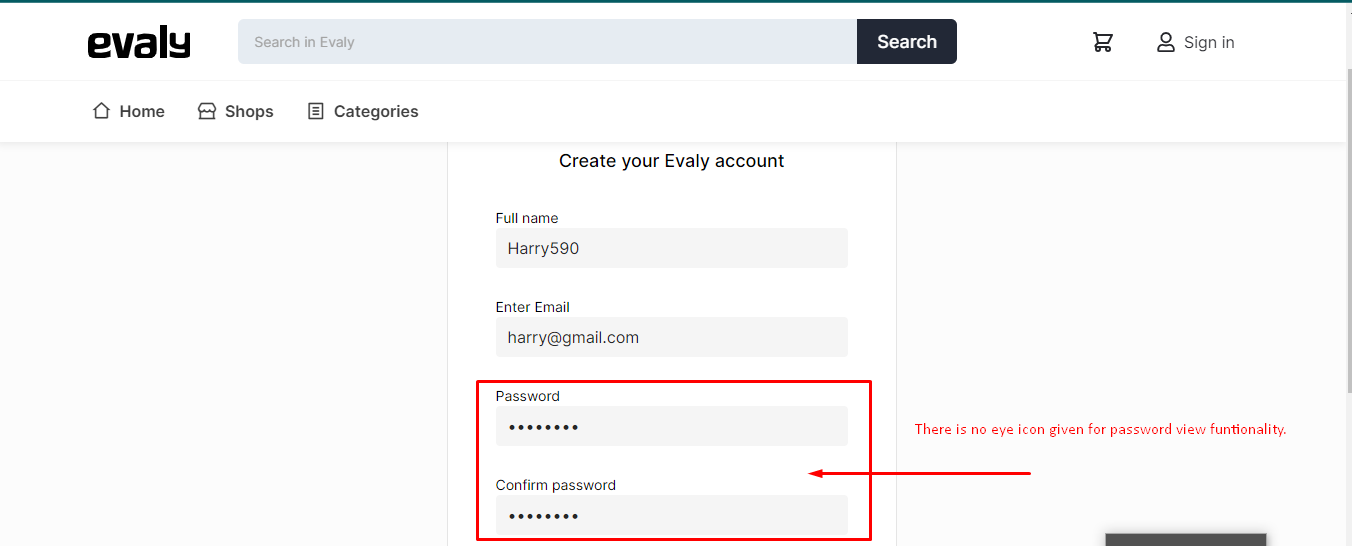 evaly
Search in Evaly
Search
Sign in
Home
Shops
Categories
Create your Evaly account
Full name
Harry590
Enter Email
harry@gmail.com
Password
••••••••
There is no eye icon given for password view funtionality.
Confirm password
••••••••